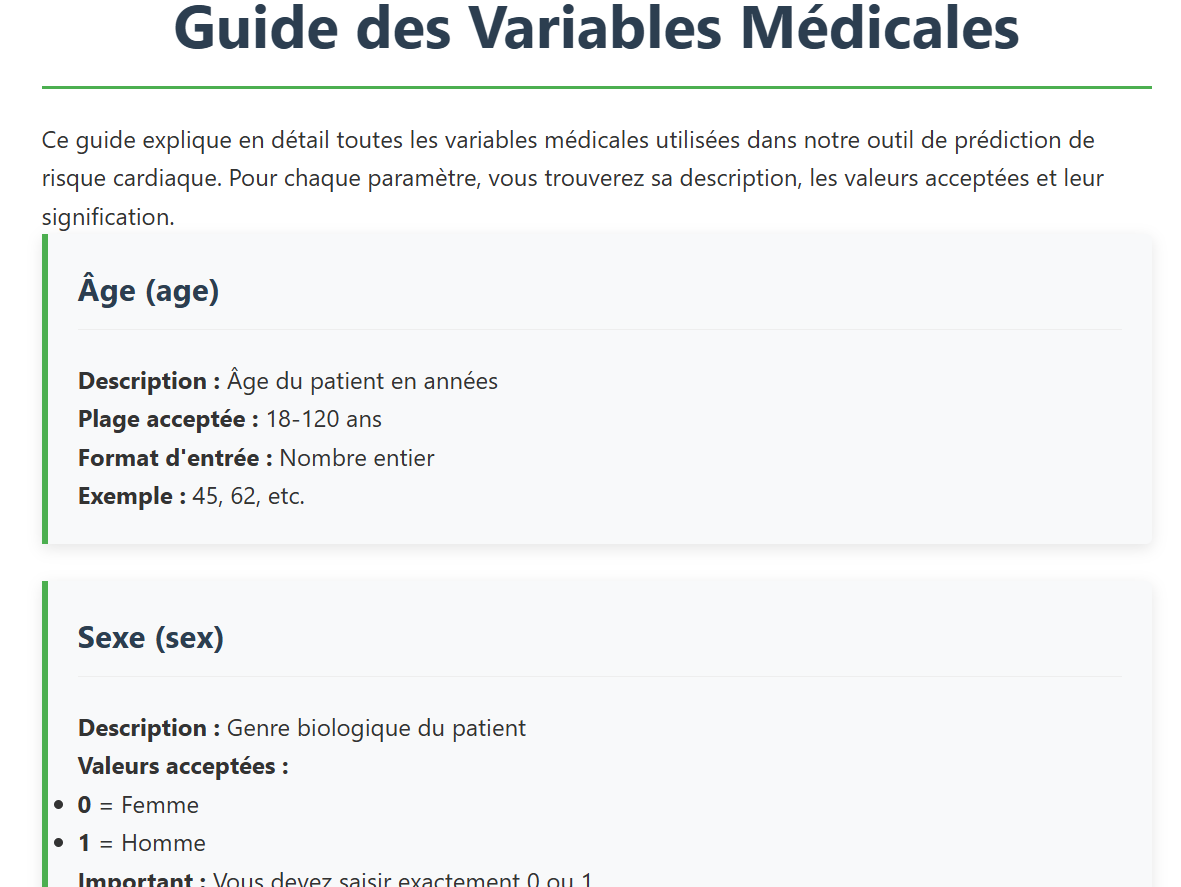 Guide des Variables Médicales
Ce guide explique en détail toutes les variables médicales utilisées dans notre outil de prédiction de
risque cardiaque. Pour chaque paramètre, vous trouverez sa description, les valeurs acceptées et leur
signification.
Âge (age)
Description : Âge du patient en années
Plage acceptée : 18-120 ans
Format d'entrée : Nombre entier
Exemple : 45, 62, etc.
Sexe (sex)
Description : Genre biologique du patient
Valeurs acceptées :
• 0 = Femme
• 1 = Homme
Important : Vous devez saisir exactement 0 ou 1